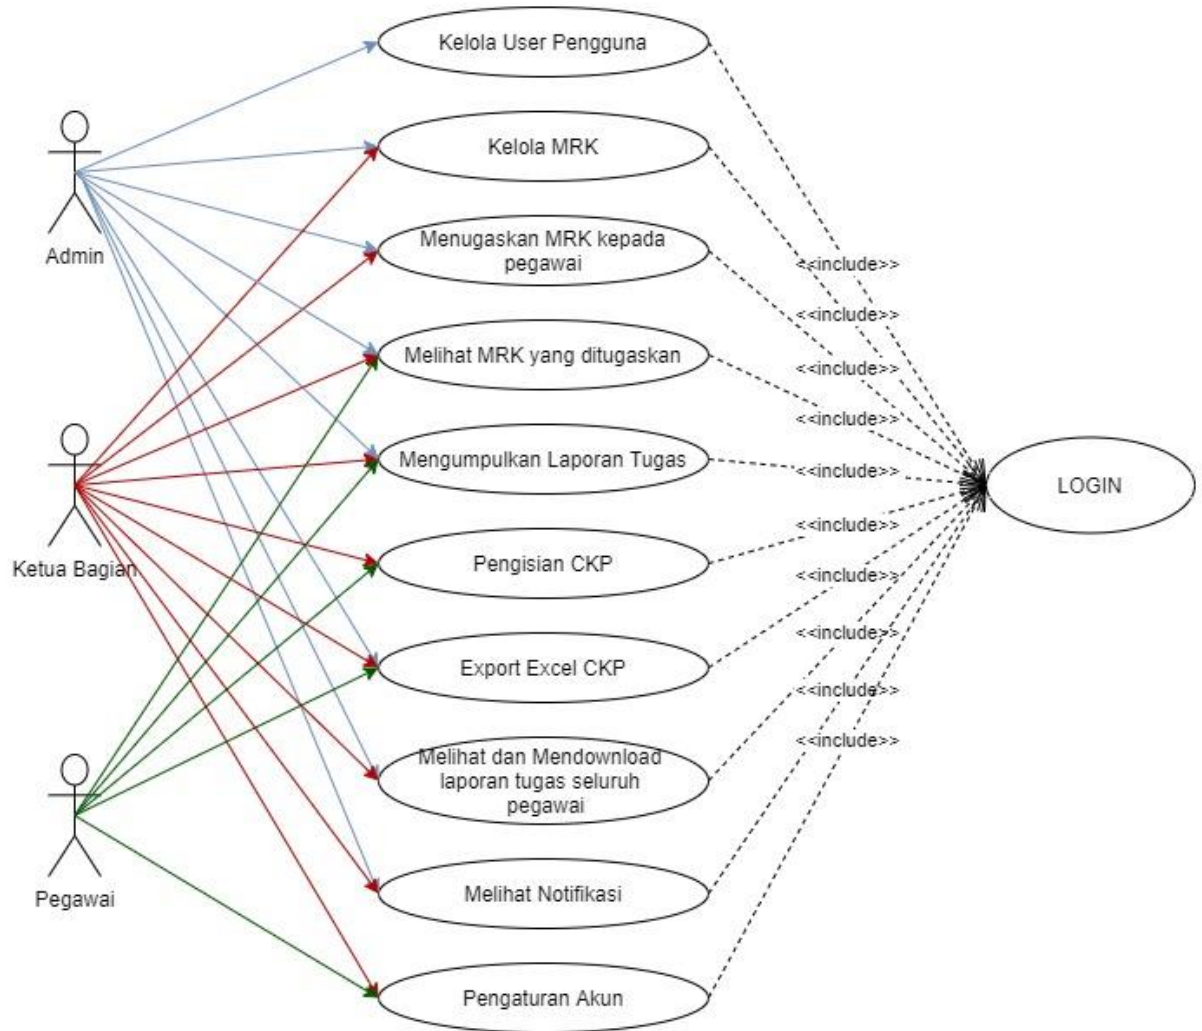 Kelola User Pengguna
Kelola MRK
Menugaskan MRK kepada
pegawai
Melihat MRK yang ditugaskan
Mengumpulkan Laporan Tugas
Pengisian CKP
Export Excel CKP
Melihat dan Mendownload
laporan tugas seluruh
pegawai
Melihat Notifikasi
Pengaturan Akun
Admin
Ketua Bagian
Pegawai
<<include>>
<<include>>
<<include>>
<<include>>
<<include>>
<<include>>
<<include>>
<<include>>
<<include>>
<<include>>
LOGIN